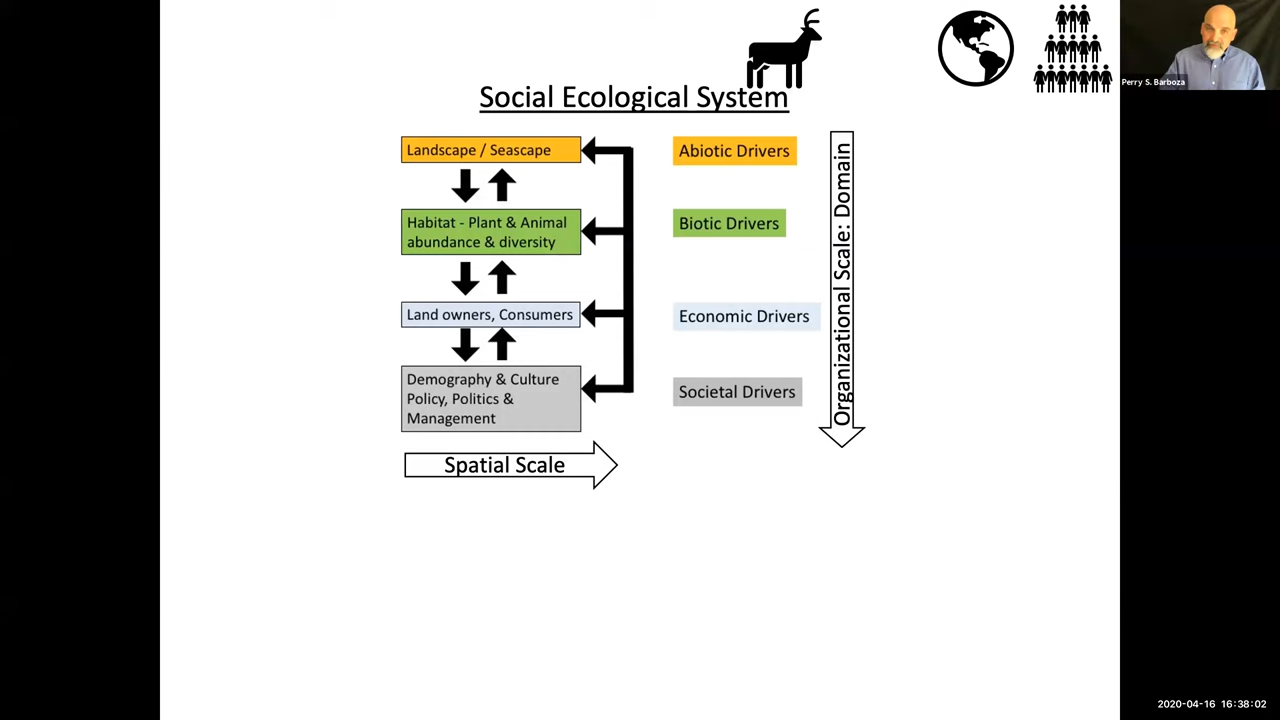 Social Ecological System
Perry S. Barboza
Landscape / Seascape
Abiotic Drivers
Habitat - Plant & Animal
abundance & diversity
Biotic Drivers
Land owners, Consumers
Economic Drivers
Demography & Culture
Policy, Politics &
Management
Societal Drivers
Organizational Scale: Domain
Spatial Scale
2020-04-16 16:38:02